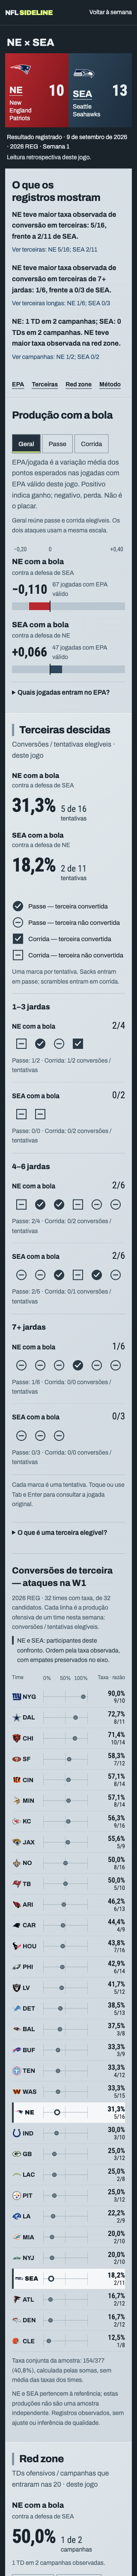 NFLSIDELINE
Voltar à semana
NE × SEA
NE
10
New
England
Patriots
SEA
13
Seattle
Seahawks
Resultado registrado · 9 de setembro de 2026
· 2026 REG · Semana 1
Leitura retrospectiva deste jogo.
O que os
registros mostram
NE teve maior taxa observada de
conversão em terceiras: 5/16,
frente a 2/11 de SEA.
Ver terceiras: NE 5/16; SEA 2/11
NE teve maior taxa observada de
conversão em terceiras de 7+
jardas: 1/6, frente a 0/3 de SEA.
Ver terceiras longas: NE 1/6; SEA 0/3
NE: 1 TD em 2 campanhas; SEA: 0
TDs em 2 campanhas. NE teve
maior taxa observada na red zone.
Ver campanhas: NE 1/2; SEA 0/2
EPA
Terceiras
Red zone
Método
Produção com a bola
Geral
Passe
Corrida
EPA/jogada é a variação média dos
pontos esperados nas jogadas com
EPA válido deste jogo. Positivo
indica ganho; negativo, perda. Não é
o placar.
Geral reúne passe e corrida elegíveis. Os
dois ataques usam a mesma escala.
−0,20
0
+0,40
NE com a bola
contra a defesa de SEA
−0,110
67 jogadas com EPA
válido
SEA com a bola
contra a defesa de NE
+0,066
47 jogadas com EPA
válido
▶ Quais jogadas entram no EPA?
Terceiras descidas
Conversões / tentativas elegíveis ·
deste jogo
NE com a bola
contra a defesa de SEA
31,3%
5 de 16
tentativas
SEA com a bola
contra a defesa de NE
18,2%
2 de 11
tentativas
Passe — terceira convertida
Passe — terceira não convertida
Corrida — terceira convertida
Corrida — terceira não convertida
Uma marca por tentativa. Sacks entram
em passe; scrambles entram em corrida.
1–3 jardas
NE com a bola
2/4
Passe: 1/2 · Corrida: 1/2 conversões /
tentativas
SEA com a bola
0/2
Passe: 0/0 · Corrida: 0/2 conversões /
tentativas
4–6 jardas
NE com a bola
2/6
Passe: 2/4 · Corrida: 0/2 conversões /
tentativas
SEA com a bola
2/6
Passe: 2/5 · Corrida: 0/1 conversões /
tentativas
7+ jardas
NE com a bola
1/6
Passe: 1/6 · Corrida: 0/0 conversões /
tentativas
SEA com a bola
0/3
Passe: 0/3 · Corrida: 0/0 conversões /
tentativas
Cada marca é uma tentativa. Toque ou use
Tab e Enter para consultar a jogada
original.
▶ O que é uma terceira elegível?
Conversões de terceira
— ataques na W1
2026 REG · 32 times com taxa, de 32
candidatas. Cada linha é a produção
ofensiva de um time nesta semana:
conversões / tentativas elegíveis.
NE e SEA: participantes deste
confronto. Ordem pela taxa observada,
com empates preservados no eixo.
Time
0%
50%
100%
Taxa · razão
NYG
90,0%
9/10
DAL
72,7%
8/11
CHI
71,4%
10/14
SF
58,3%
7/12
CIN
57,1%
8/14
MIN
57,1%
8/14
KC
56,3%
9/16
JAX
55,6%
5/9
NO
50,0%
8/16
TB
50,0%
5/10
ARI
46,2%
6/13
CAR
44,4%
4/9
HOU
43,8%
7/16
PHI
42,9%
6/14
LV
41,7%
5/12
DET
38,5%
5/13
BAL
37,5%
3/8
BUF
33,3%
3/9
TEN
33,3%
4/12
WAS
33,3%
5/15
NE
31,3%
5/16
IND
30,0%
3/10
GB
25,0%
3/12
LAC
25,0%
2/8
PIT
25,0%
3/12
LA
22,2%
2/9
MIA
20,0%
2/10
NYJ
20,0%
2/10
SEA
18,2%
2/11
ATL
16,7%
2/12
DEN
16,7%
2/12
CLE
12,5%
1/8
Taxa conjunta da amostra: 154/377
(40,8%), calculada pelas somas, sem
média das taxas dos times.
NE e SEA pertencem à referência; estas
produções não são uma amostra
independente. Registros observados, sem
ajuste ou inferência de qualidade.
Red zone
TDs ofensivos / campanhas que
entraram nas 20 · deste jogo
NE com a bola
contra a defesa de SEA
50,0%
1 de 2
campanhas
1 TD em 2 campanhas observadas.